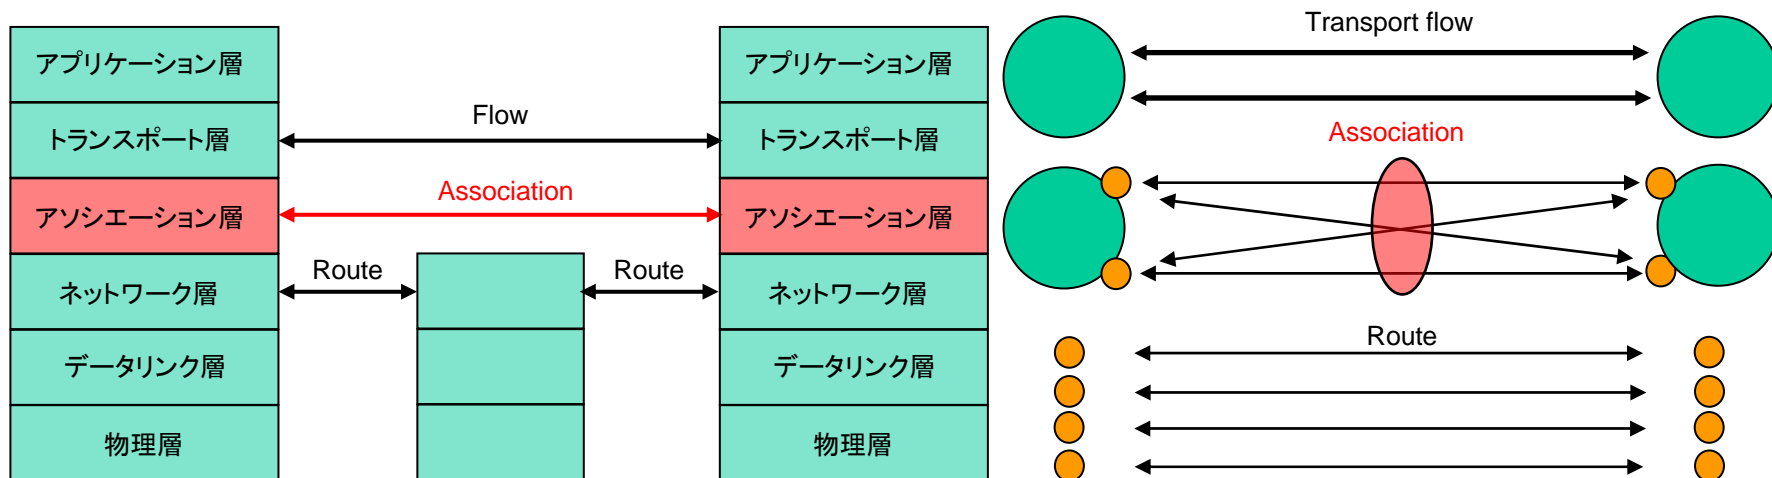 アプリケーション層
トランスポート層
アソシエーション層
ネットワーク層
データリンク層
物理層
Flow
Association
Route
Route
アプリケーション層
トランスポート層
アソシエーション層
ネットワーク層
データリンク層
物理層
Transport flow
Association
Route